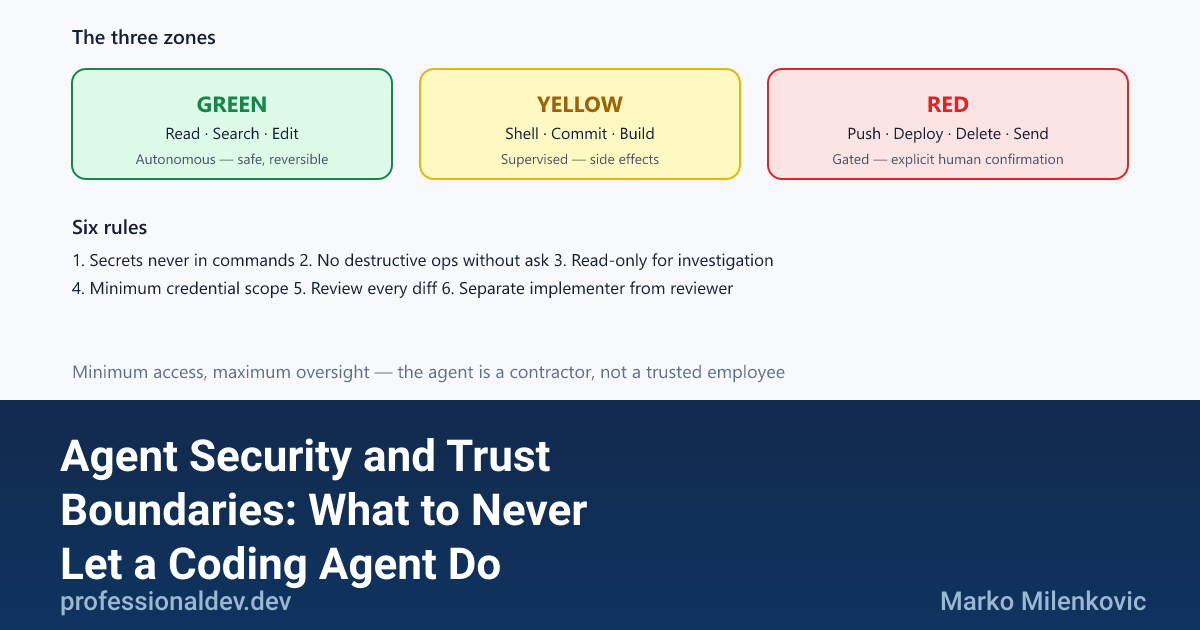 The three zones
GREEN
Read · Search · Edit
Autonomous — safe, reversible
YELLOW
Shell · Commit · Build
Supervised — side effects
RED
Push · Deploy · Delete · Send
Gated — explicit human confirmation
Six rules
1. Secrets never in commands 2. No destructive ops without ask 3. Read-only for investigation
4. Minimum credential scope 5. Review every diff 6. Separate implementer from reviewer
Minimum access, maximum oversight — the agent is a contractor, not a trusted employee
Agent Security and Trust
Boundaries: What to Never
Let a Coding Agent Do
professionaldev.dev
Marko Milenkovic